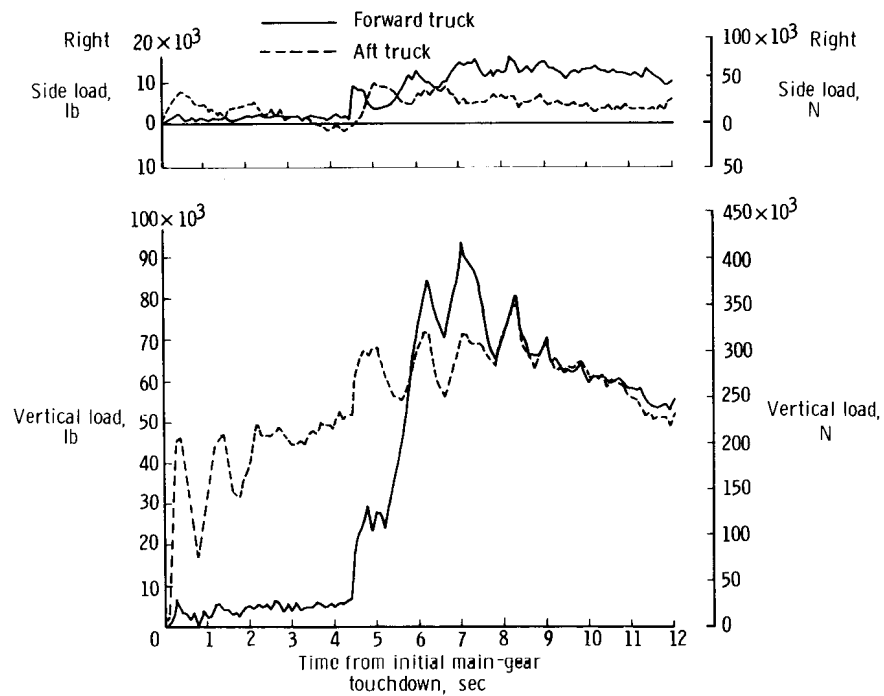 Forward truck
Aft truck
Right
20 × 10³
10
0
10
Side load,
lb
100 × 10³
50
0
50
Right
Side load,
N
100 × 10³
90
80
70
60
50
40
30
20
10
0
Vertical load,
lb
450 × 10³
400
350
300
250
200
150
100
50
0
Vertical load,
N
1 2 3 4 5 6 7 8 9 10 11 12
Time from initial main-gear
touchdown, sec